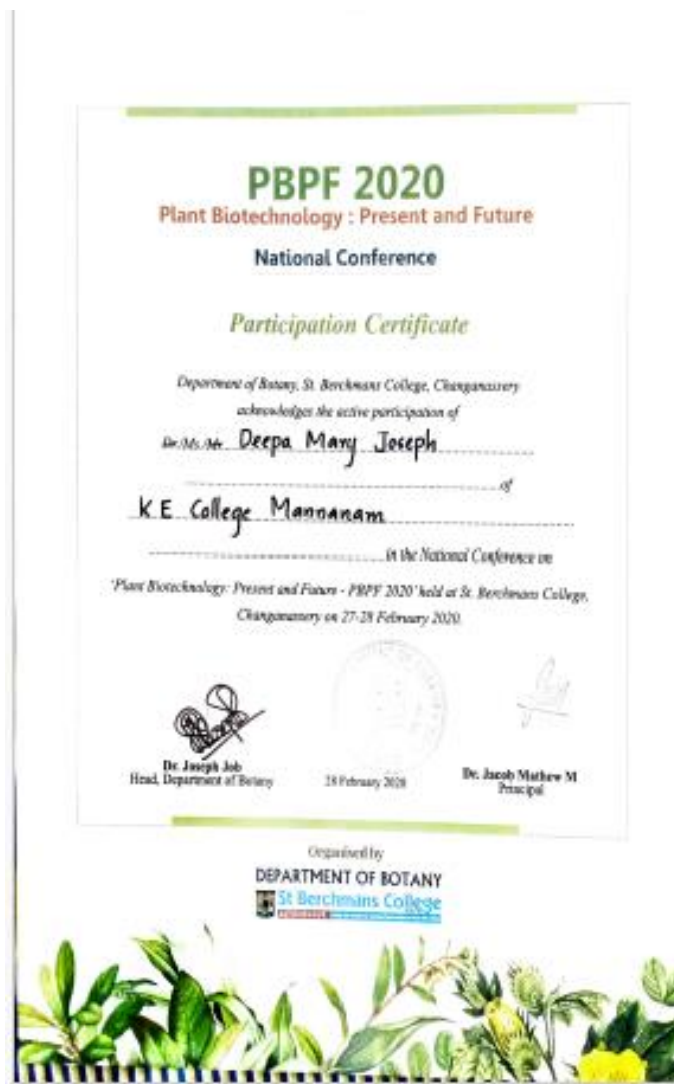 PBPF 2020
Plant Biotechnology : Present and Future
National Conference
Participation Certificate
Department of Botany, St. Berchmans College, Changanassery
acknowledges the active participation of
Dr./Ms./Mr. Deepa Mary Joseph
of
K E College Mannanam
in the National Conference on
'Plant Biotechnology: Present and Future - PBPF 2020' held at St. Berchmans College,
Changanassery on 27-28 February 2020.
Dr. Joseph Job
Head, Department of Botany
28 February 2020
Dr. Jacob Mathew M
Principal
Organised by
DEPARTMENT OF BOTANY
St Berchmans College